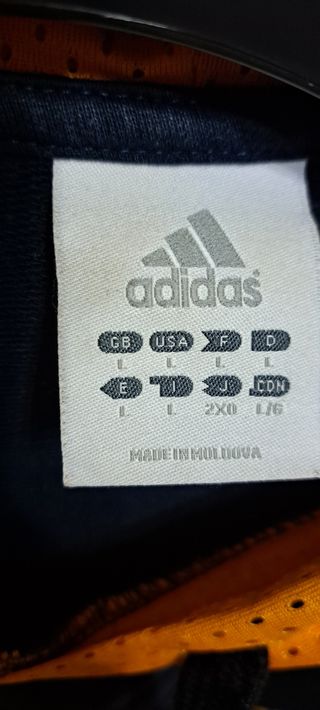 adidas
GB USA F D
L L L L
E I J CDN
L L 2XO L/G
MADE IN MOLDOVA